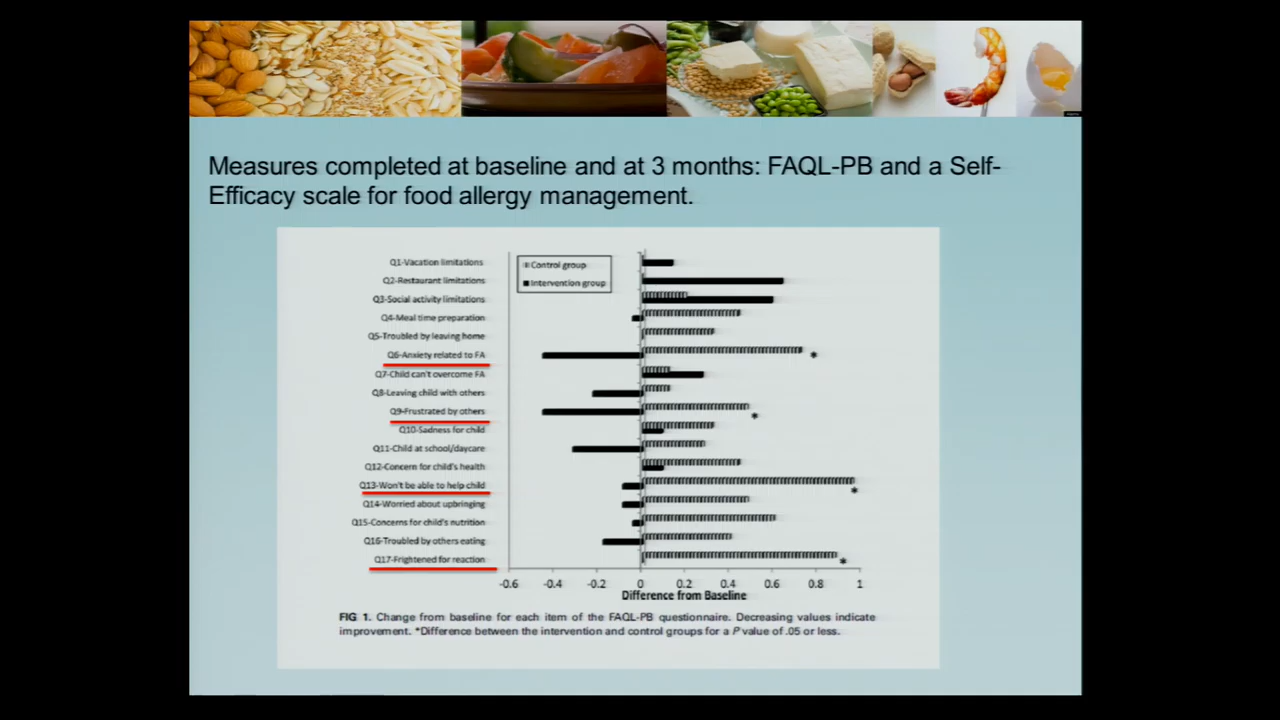 Measures completed at baseline and at 3 months: FAQL-PB and a Self-
Efficacy scale for food allergy management.
Control group
Intervention group
Q1-Vacation limitations
Q2-Restaurant limitations
Q3-Social activity limitations
Q4-Meal time preparation
Q5-Troubled by leaving home
Q6-Anxiety related to FA
*
Q7-Child can't overcome FA
Q8-Leaving child with others
Q9-Frustrated by others
*
Q10-Sadness for child
Q11-Child at school/daycare
Q12-Concern for child's health
Q13-Won't be able to help child
*
Q14-Worried about upbringing
Q15-Concerns for child's nutrition
Q16-Troubled by others eating
Q17-Frightened for reaction
*
-0.6 -0.4 -0.2 0 0.2 0.4 0.6 0.8 1
Difference from Baseline
FIG 1. Change from baseline for each item of the FAQL-PB questionnaire. Decreasing values indicate
improvement. *Difference between the intervention and control groups for a P value of .05 or less.